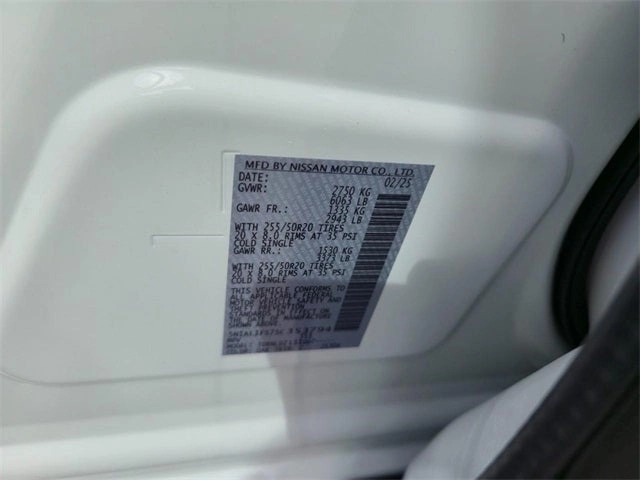 MFD BY NISSAN MOTOR CO., LTD.
DATE: 02/25
GVWR: 2750 KG
6063 LB
GAWR FR.: 1335 KG
2943 LB
WITH 255/50R20 TIRES
20 X 8.0 RIMS AT 35 PSI
COLD SINGLE
GAWR RR.: 1530 KG
3373 LB
WITH 255/50R20 TIRES
20 X 8.0 RIMS AT 35 PSI
COLD SINGLE
THIS VEHICLE CONFORMS TO
ALL APPLICABLE FEDERAL
MOTOR VEHICLE SAFETY AND
THEFT PREVENTION
STANDARDS IN EFFECT ON
THE DATE OF MANUFACTURE
SHOWN ABOVE.
MPV